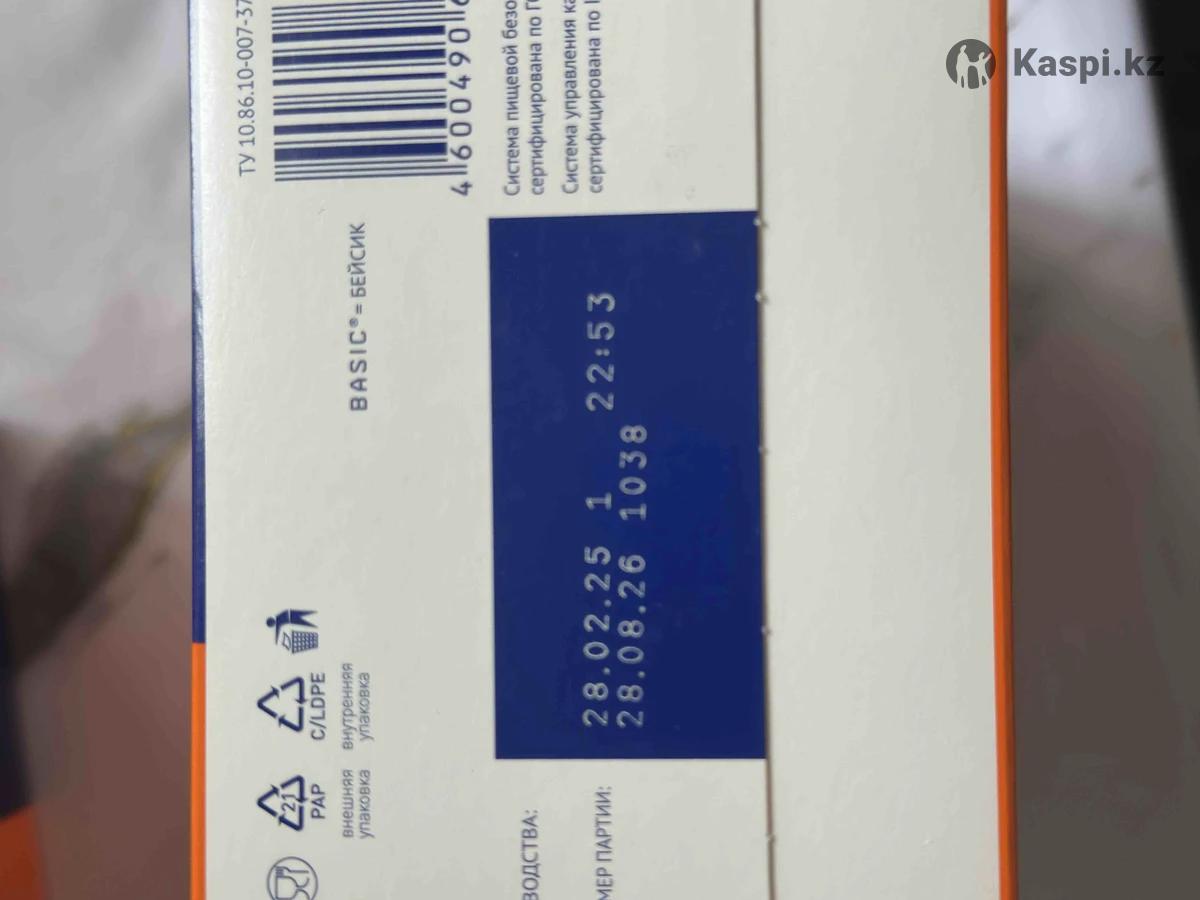 Kaspi.kz
ТУ 10.86.10-007-37
4 600490 6
BASIC®= БЕЙСИК
Система пищевой безо
сертифицирована по Г
Система управления ка
сертифицирована по
28.02.25 1 22:53
28.08.26 1038
21
PAP
внешняя
упаковка
C/LDPE
внутренняя
упаковка
ВОДСТВА:
МЕР ПАРТИИ: